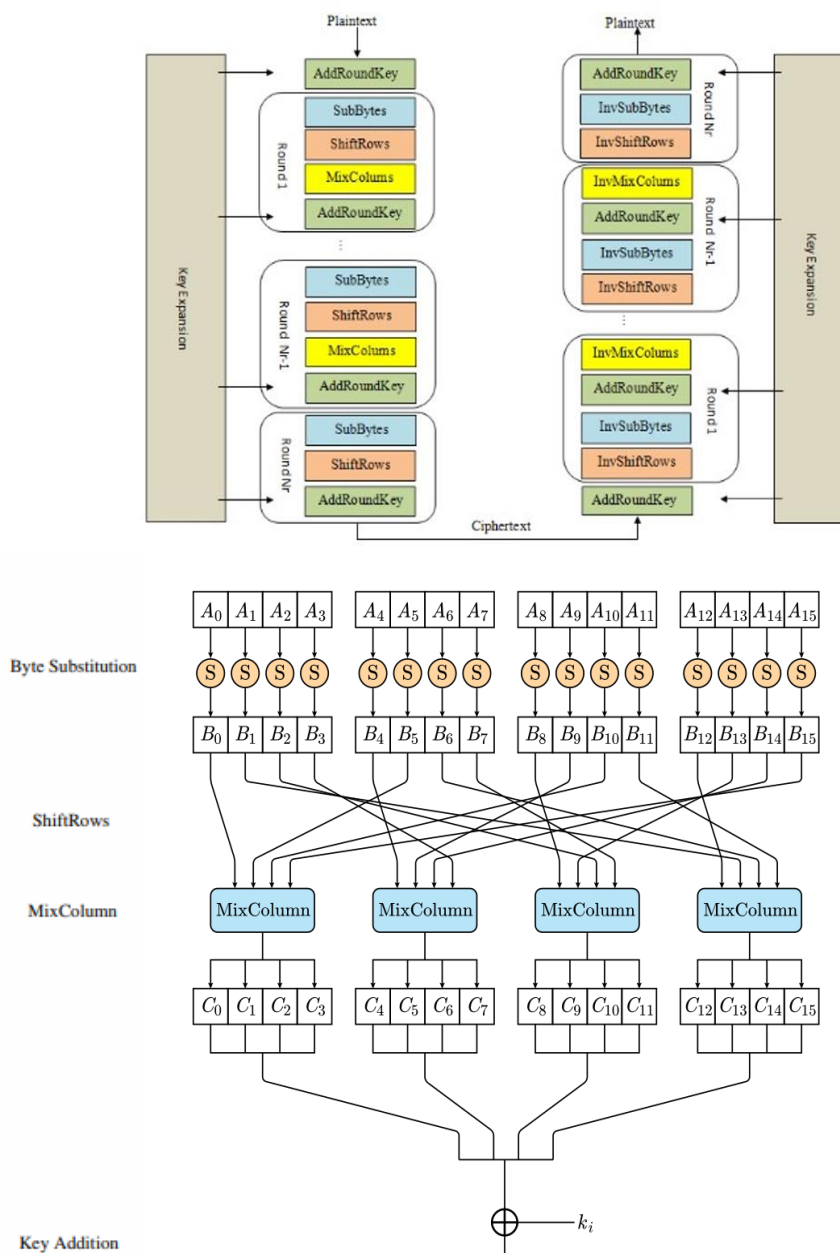 Plaintext
Plaintext
AddRoundKey
SubBytes
ShiftRows
MixColums
AddRoundKey
Round 1
...
SubBytes
ShiftRows
MixColums
AddRoundKey
Round Nr-1
SubBytes
ShiftRows
AddRoundKey
Round Nr
Key Expansion
AddRoundKey
InvSubBytes
InvShiftRows
Round Nr
InvMixColums
AddRoundKey
InvSubBytes
InvShiftRows
Round Nr-1
...
InvMixColums
AddRoundKey
InvSubBytes
InvShiftRows
Round 1
AddRoundKey
Key Expansion
Ciphertext
A0 A1 A2 A3 A4 A5 A6 A7 A8 A9 A10 A11 A12 A13 A14 A15
Byte Substitution
S S S S S S S S S S S S S S S S
B0 B1 B2 B3 B4 B5 B6 B7 B8 B9 B10 B11 B12 B13 B14 B15
ShiftRows
MixColumn MixColumn MixColumn MixColumn MixColumn
C0 C1 C2 C3 C4 C5 C6 C7 C8 C9 C10 C11 C12 C13 C14 C15
ki
Key Addition